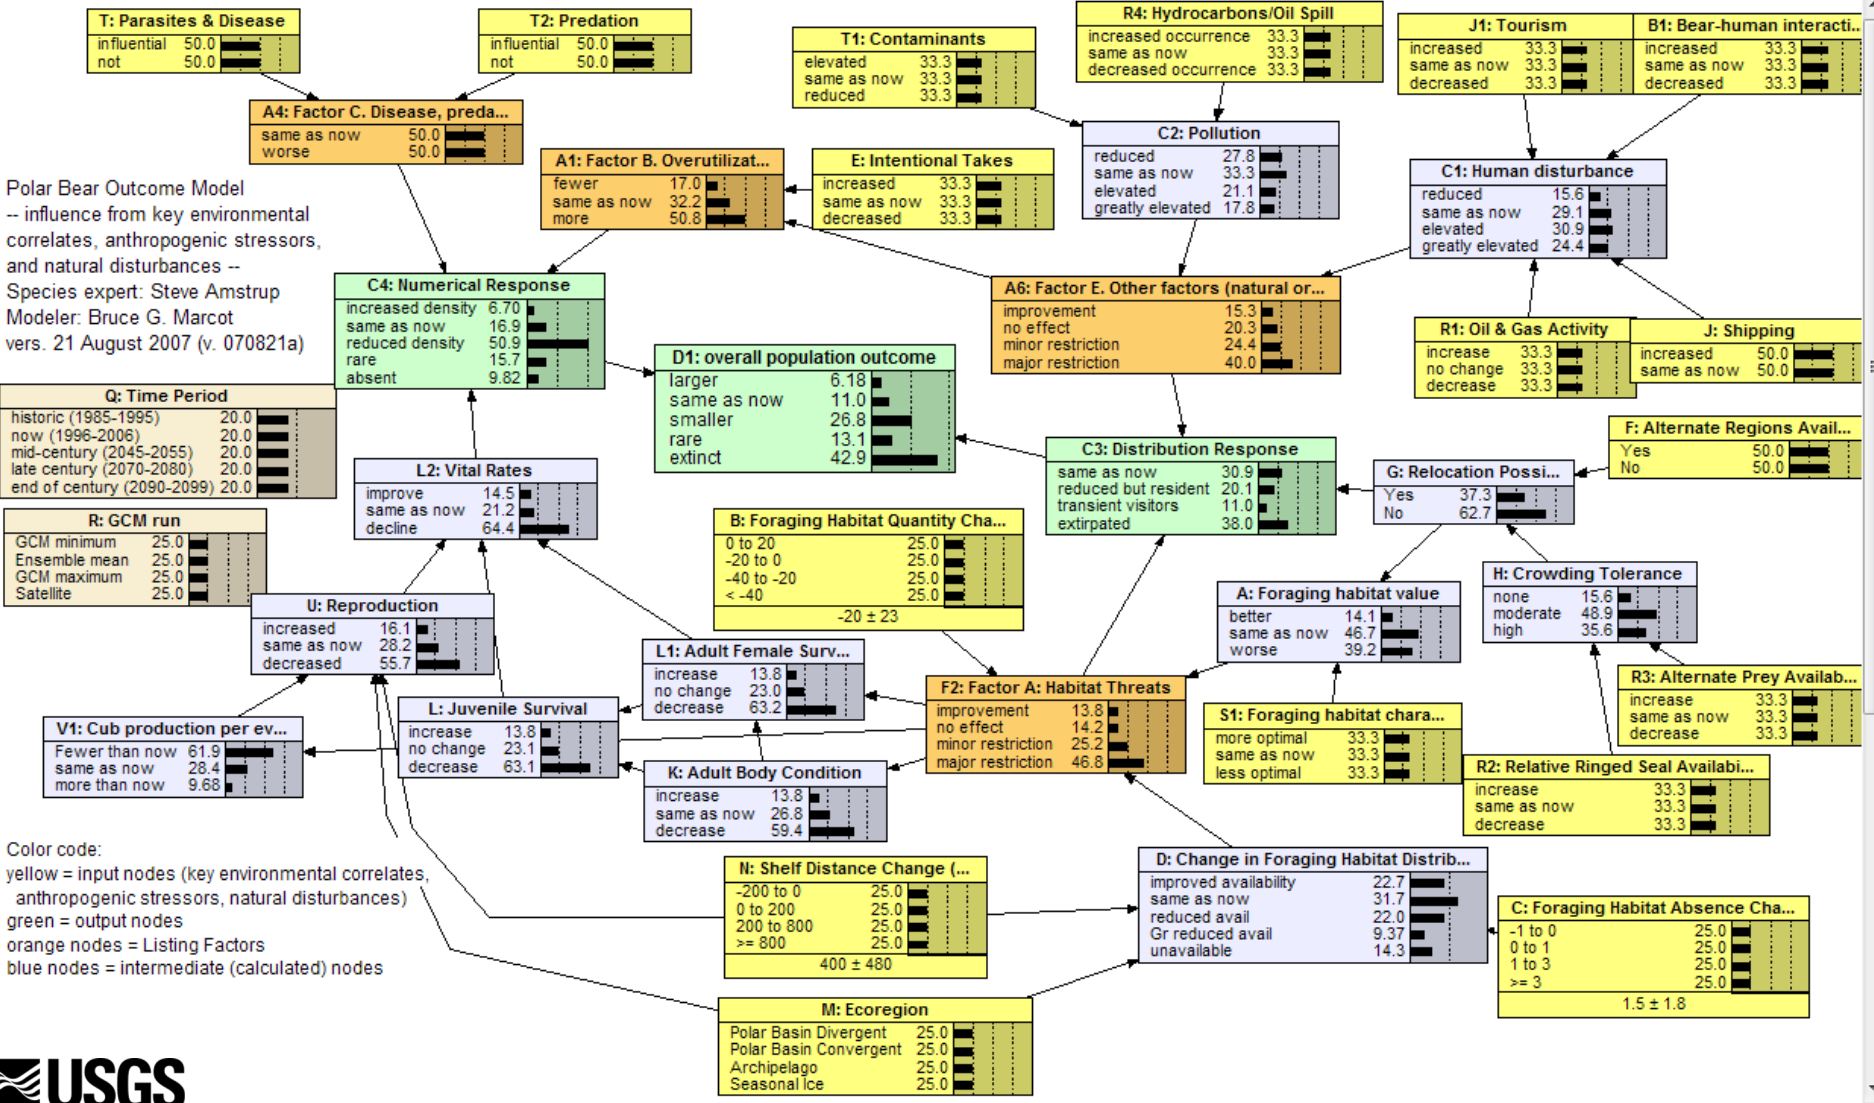 T: Parasites & Disease
influential 50.0
not 50.0
T2: Predation
influential 50.0
not 50.0
T1: Contaminants
elevated 33.3
same as now 33.3
reduced 33.3
R4: Hydrocarbons/Oil Spill
increased occurrence 33.3
same as now 33.3
decreased occurrence 33.3
J1: Tourism
increased 33.3
same as now 33.3
decreased 33.3
B1: Bear-human interacti...
increased 33.3
same as now 33.3
decreased 33.3
A4: Factor C. Disease, preda...
same as now 50.0
worse 50.0
A1: Factor B. Overutilizat...
fewer 17.0
same as now 32.2
more 50.8
E: Intentional Takes
increased 33.3
same as now 33.3
decreased 33.3
C2: Pollution
reduced 27.8
same as now 33.3
elevated 21.1
greatly elevated 17.8
C1: Human disturbance
reduced 15.6
same as now 29.1
elevated 30.9
greatly elevated 24.4
Polar Bear Outcome Model
-- influence from key environmental
correlates, anthropogenic stressors,
and natural disturbances --
Species expert: Steve Amstrup
Modeler: Bruce G. Marcot
vers. 21 August 2007 (v. 070821a)
C4: Numerical Response
increased density 6.70
same as now 16.9
reduced density 50.9
rare 15.7
absent 9.82
D1: overall population outcome
larger 6.18
same as now 11.0
smaller 26.8
rare 13.1
extinct 42.9
A6: Factor E. Other factors (natural or...
improvement 15.3
no effect 20.3
minor restriction 24.4
major restriction 40.0
R1: Oil & Gas Activity
increase 33.3
no change 33.3
decrease 33.3
J: Shipping
increased 50.0
same as now 50.0
Q: Time Period
historic (1985-1995) 20.0
now (1996-2006) 20.0
mid-century (2045-2055) 20.0
late century (2070-2080) 20.0
end of century (2090-2099) 20.0
L2: Vital Rates
improve 14.5
same as now 21.2
decline 64.4
C3: Distribution Response
same as now 30.9
reduced but resident 20.1
transient visitors 11.0
extirpated 38.0
F: Alternate Regions Avail...
Yes 50.0
No 50.0
G: Relocation Possi...
Yes 37.3
No 62.7
R: GCM run
GCM minimum 25.0
Ensemble mean 25.0
GCM maximum 25.0
Satellite 25.0
B: Foraging Habitat Quantity Cha...
0 to 20 25.0
-20 to 0 25.0
-40 to -20 25.0
< -40 25.0
-20 ± 23
A: Foraging habitat value
better 14.1
same as now 46.7
worse 39.2
H: Crowding Tolerance
none 15.6
moderate 48.9
high 35.6
U: Reproduction
increased 16.1
same as now 28.2
decreased 55.7
L1: Adult Female Surv...
increase 13.8
no change 23.0
decrease 63.2
F2: Factor A: Habitat Threats
improvement 13.8
no effect 14.2
minor restriction 25.2
major restriction 46.8
R3: Alternate Prey Availab...
increase 33.3
same as now 33.3
decrease 33.3
V1: Cub production per ev...
Fewer than now 61.9
same as now 28.4
more than now 9.68
L: Juvenile Survival
increase 13.8
no change 23.1
decrease 63.1
K: Adult Body Condition
increase 13.8
same as now 26.8
decrease 59.4
S1: Foraging habitat chara...
more optimal 33.3
same as now 33.3
less optimal 33.3
R2: Relative Ringed Seal Availabi...
increase 33.3
same as now 33.3
decrease 33.3
Color code:
yellow = input nodes (key environmental correlates,
anthropogenic stressors, natural disturbances)
green = output nodes
orange nodes = Listing Factors
blue nodes = intermediate (calculated) nodes
N: Shelf Distance Change (...
-200 to 0 25.0
0 to 200 25.0
200 to 800 25.0
>= 800 25.0
400 ± 480
D: Change in Foraging Habitat Distrib...
improved availability 22.7
same as now 31.7
reduced avail 22.0
Gr reduced avail 9.37
unavailable 14.3
C: Foraging Habitat Absence Cha...
-1 to 0 25.0
0 to 1 25.0
1 to 3 25.0
>= 3 25.0
1.5 ± 1.8
M: Ecoregion
Polar Basin Divergent 25.0
Polar Basin Convergent 25.0
Archipelago 25.0
Seasonal Ice 25.0
USGS